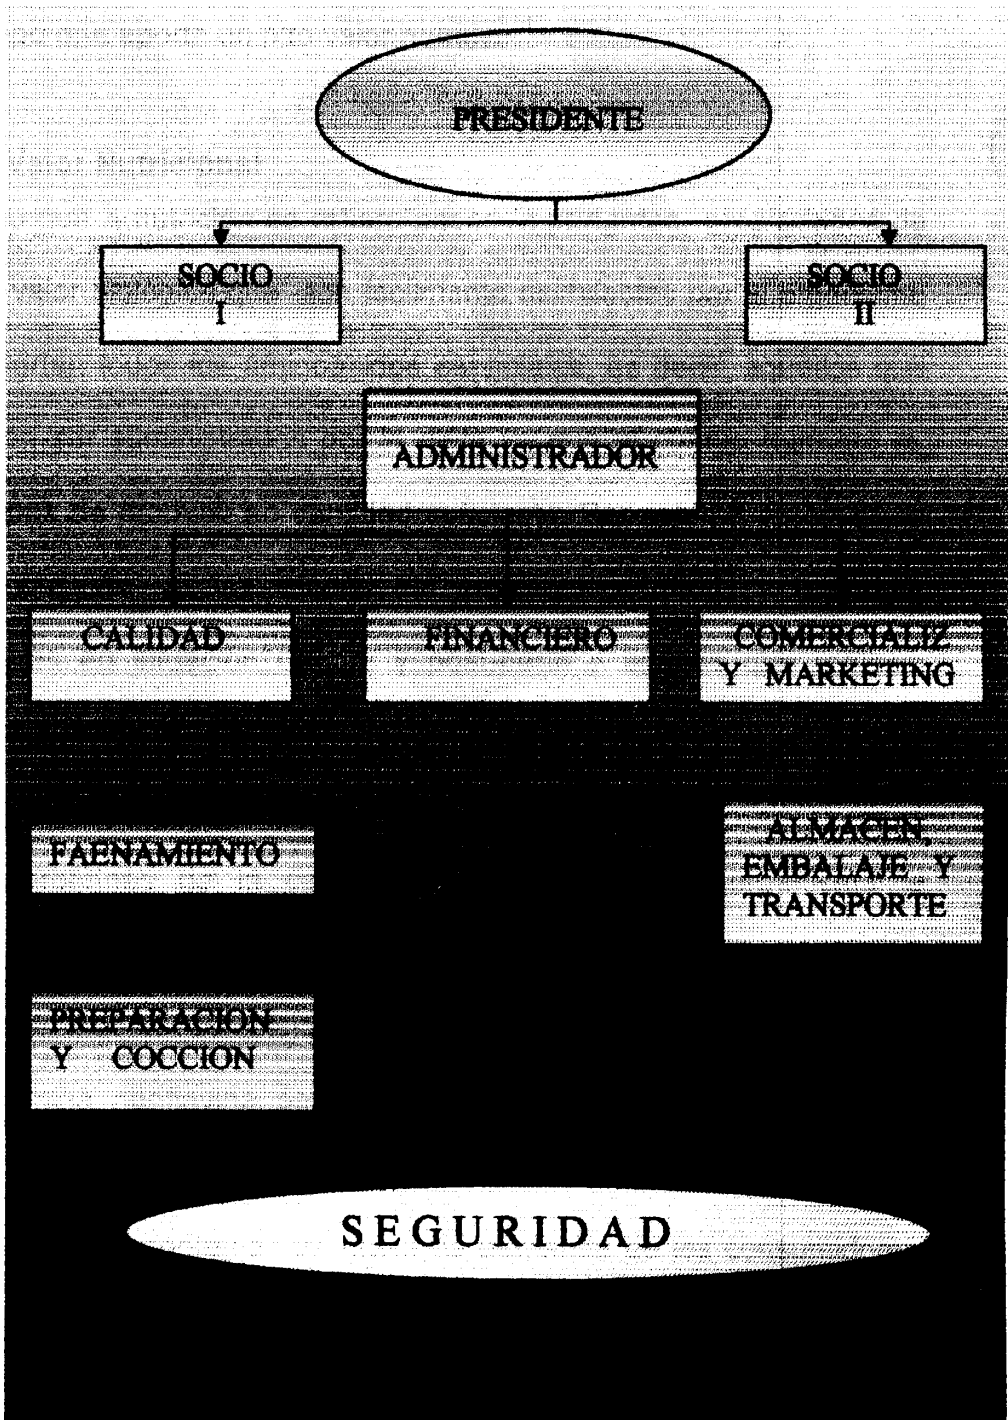 PRESIDENTE
SOCIO
I
SOCIO
II
ADMINISTRADOR
CALIDAD
FINANCIERO
COMERCIALIZ
Y MARKETING
FAENAMIENTO
ALMACEN,
EMBALAJE Y
TRANSPORTE
PREPARACION
Y COCCION
SEGURIDAD